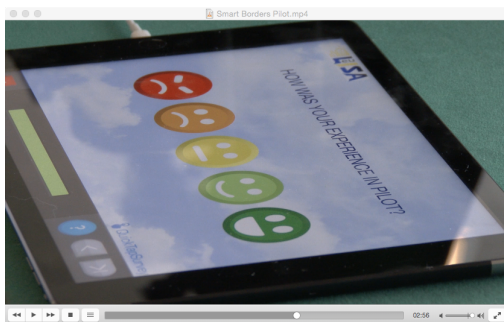 Smart Borders Pilot.mp4
LISA
HOW WAS YOUR EXPERIENCE IN PILOT?
?
02:56